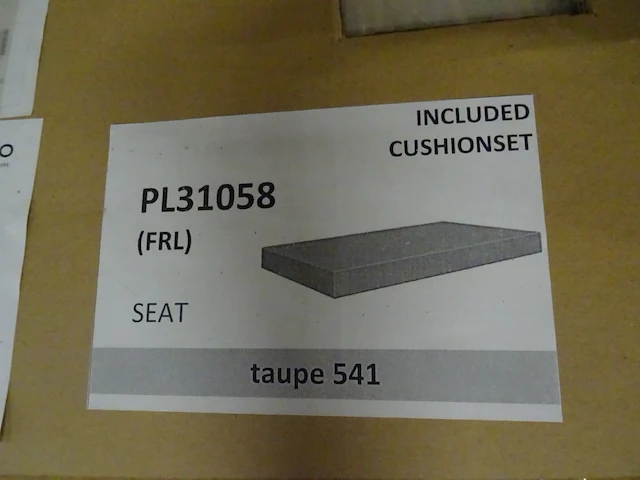 INCLUDED
CUSHIONSET
PL31058
(FRL)
SEAT
taupe 541
O